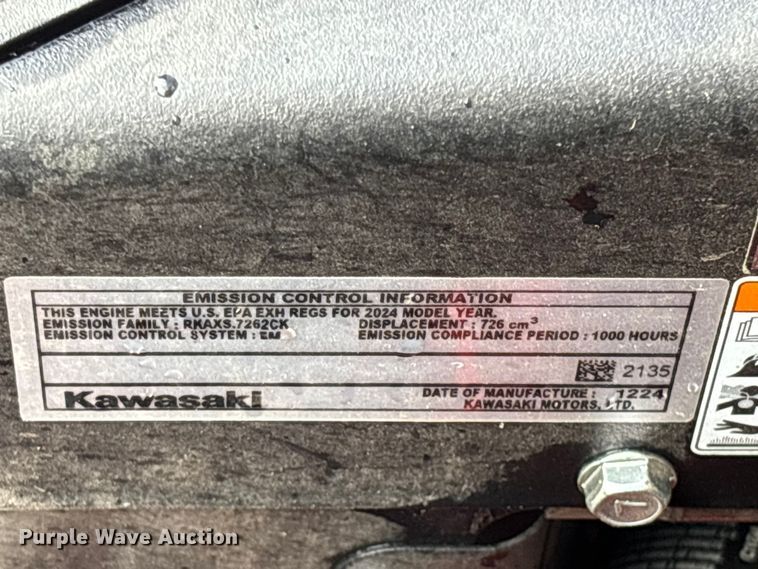 EMISSION CONTROL INFORMATION
THIS ENGINE MEETS U.S. EPA EXH REGS FOR 2024 MODEL YEAR.
EMISSION FAMILY : RKAXS.7262CK DISPLACEMENT : 726 cm³
EMISSION CONTROL SYSTEM : EM EMISSION COMPLIANCE PERIOD : 1000 HOURS
2135
Kawasaki DATE OF MANUFACTURE : 1224
KAWASAKI MOTORS, LTD.
Purple Wave Auction